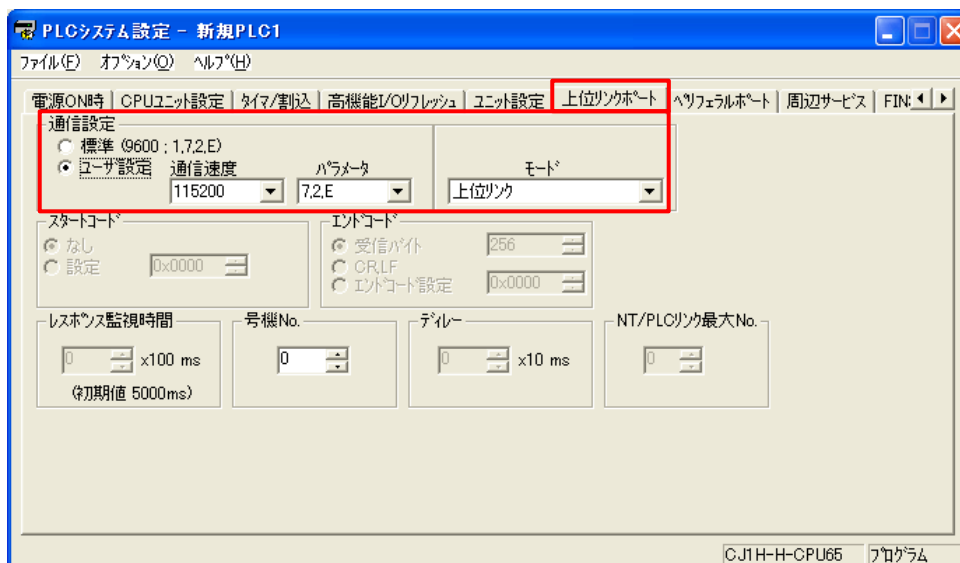 PLCシステム設定 - 新規PLC1
ファイル(F) オプション(O) ヘルプ(H)
電源ON時 CPUユニット設定 タイマ/割込 高機能I/Oリフレッシュ ユニット設定 上位リンクポート ペリフェラルポート 周辺サービス FIN
通信設定
標準 (9600 ; 1,7,2,E)
ユーザ設定 通信速度 パラメータ モード
115200 7,2,E 上位リンク
スタートコード エンドコード
なし 受信バイト 256
設定 0x0000 CR,LF
エンドコード設定 0x0000
レスポンス監視時間 号機No. ディレー NT/PLCリンク最大No.
0 x100 ms 0 0 x10 ms 0
(初期値 5000ms)
CJ1H-H-CPU65 プログラム